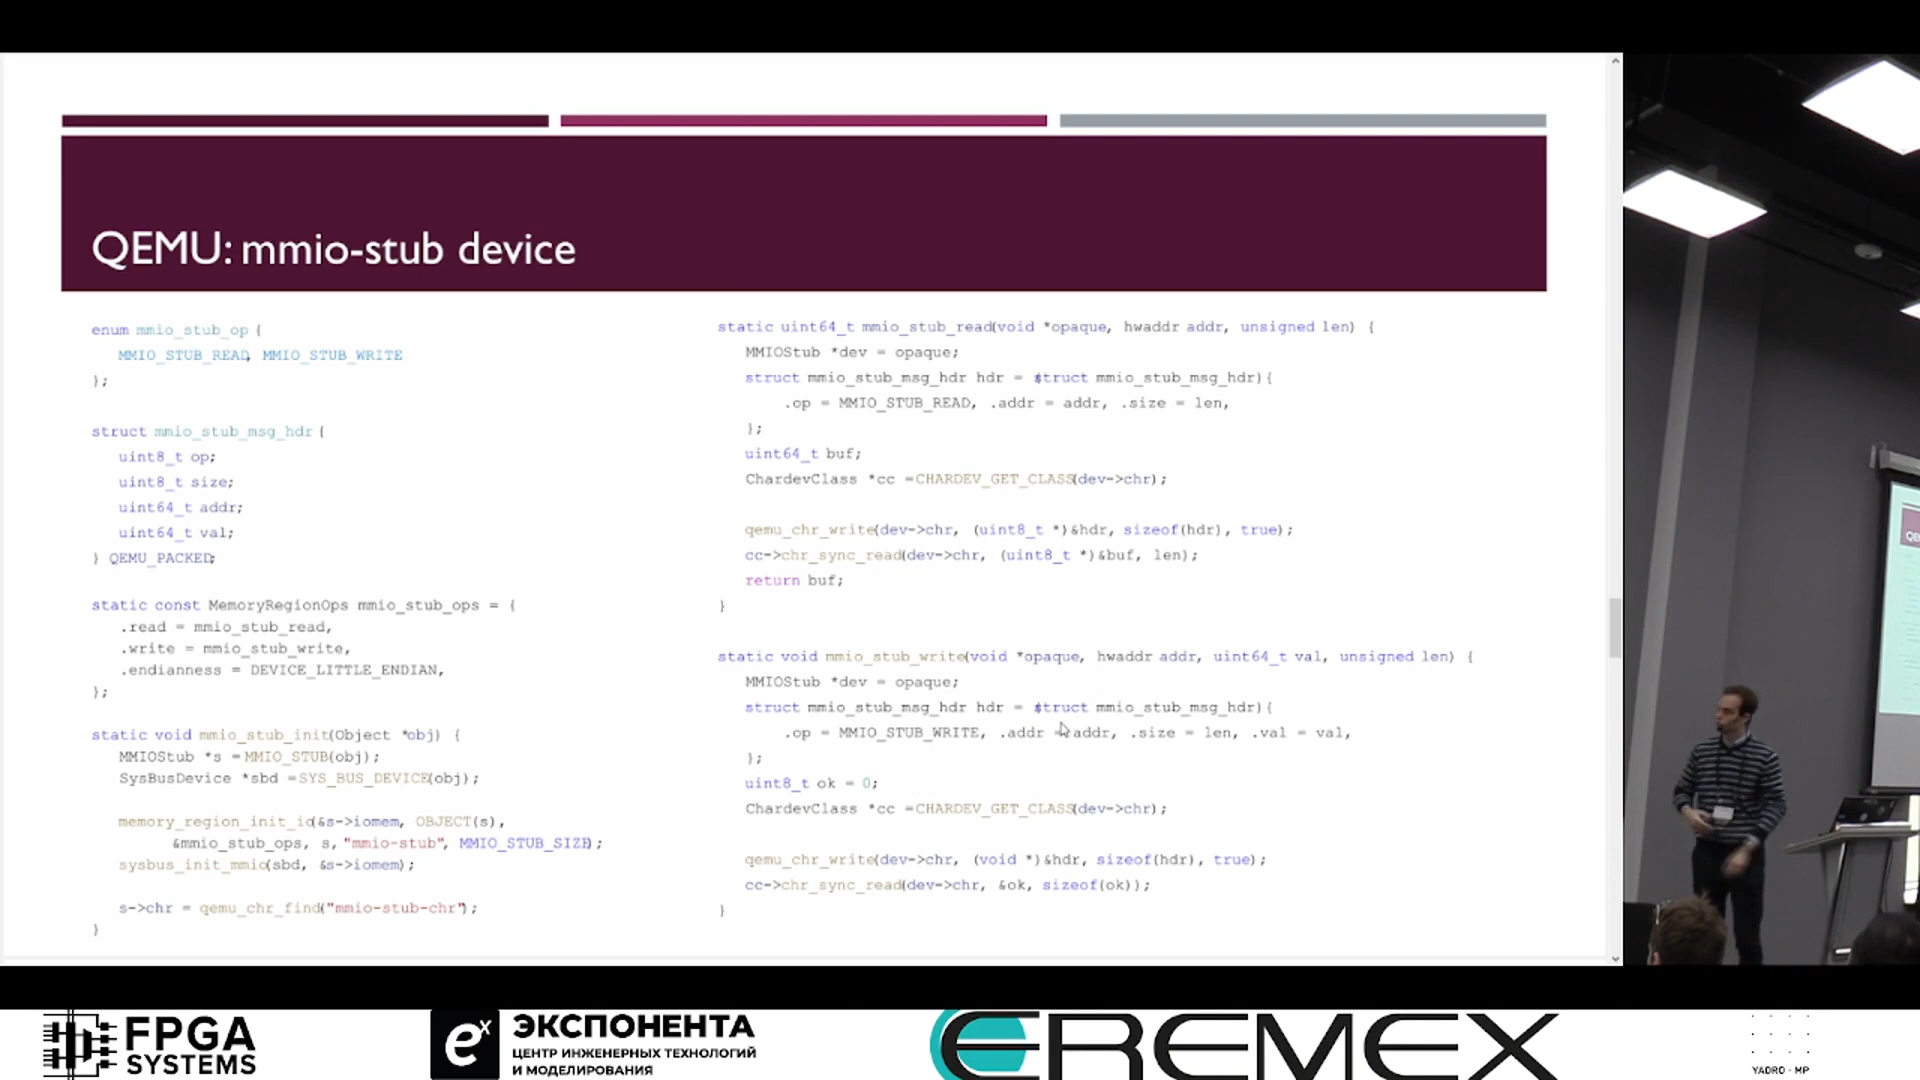 QEMU: mmio-stub device
enum mmio_stub_op {
MMIO_STUB_READ, MMIO_STUB_WRITE
};
struct mmio_stub_msg_hdr {
uint8_t op;
uint8_t size;
uint64_t addr;
uint64_t val;
} QEMU_PACKED;
static const MemoryRegionOps mmio_stub_ops = {
.read = mmio_stub_read,
.write = mmio_stub_write,
.endianness = DEVICE_LITTLE_ENDIAN,
};
static void mmio_stub_init(Object *obj) {
MMIOStub *s = MMIO_STUB(obj);
SysBusDevice *sbd = SYS_BUS_DEVICE(obj);
memory_region_init_io(&s->iomem, OBJECT(s),
&mmio_stub_ops, s, "mmio-stub", MMIO_STUB_SIZE);
sysbus_init_mmio(sbd, &s->iomem);
s->chr = qemu_chr_find("mmio-stub-chr");
}
static uint64_t mmio_stub_read(void *opaque, hwaddr addr, unsigned len) {
MMIOStub *dev = opaque;
struct mmio_stub_msg_hdr hdr = (struct mmio_stub_msg_hdr){
.op = MMIO_STUB_READ, .addr = addr, .size = len,
};
uint64_t buf;
ChardevClass *cc = CHARDEV_GET_CLASS(dev->chr);
qemu_chr_write(dev->chr, (uint8_t *)&hdr, sizeof(hdr), true);
cc->chr_sync_read(dev->chr, (uint8_t *)&buf, len);
return buf;
}
static void mmio_stub_write(void *opaque, hwaddr addr, uint64_t val, unsigned len) {
MMIOStub *dev = opaque;
struct mmio_stub_msg_hdr hdr = (struct mmio_stub_msg_hdr){
.op = MMIO_STUB_WRITE, .addr = addr, .size = len, .val = val,
};
uint8_t ok = 0;
ChardevClass *cc = CHARDEV_GET_CLASS(dev->chr);
qemu_chr_write(dev->chr, (void *)&hdr, sizeof(hdr), true);
cc->chr_sync_read(dev->chr, &ok, sizeof(ok));
}
FPGA
SYSTEMS
ex
ЭКСПОНЕНТА
ЦЕНТР ИНЖЕНЕРНЫХ ТЕХНОЛОГИЙ
И МОДЕЛИРОВАНИЯ
EREMEX
YADRO - MP